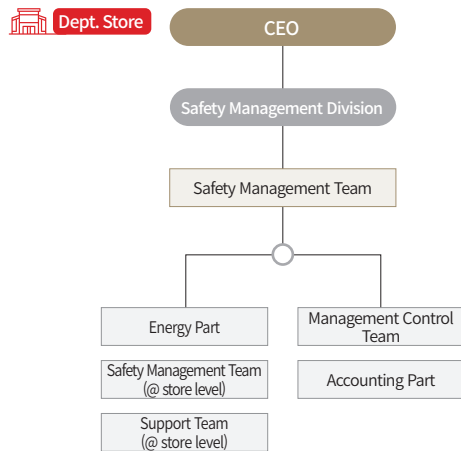 Dept. Store
CEO
Safety Management Division
Safety Management Team
Energy Part
Safety Management Team
(@ store level)
Support Team
(@ store level)
Management Control
Team
Accounting Part